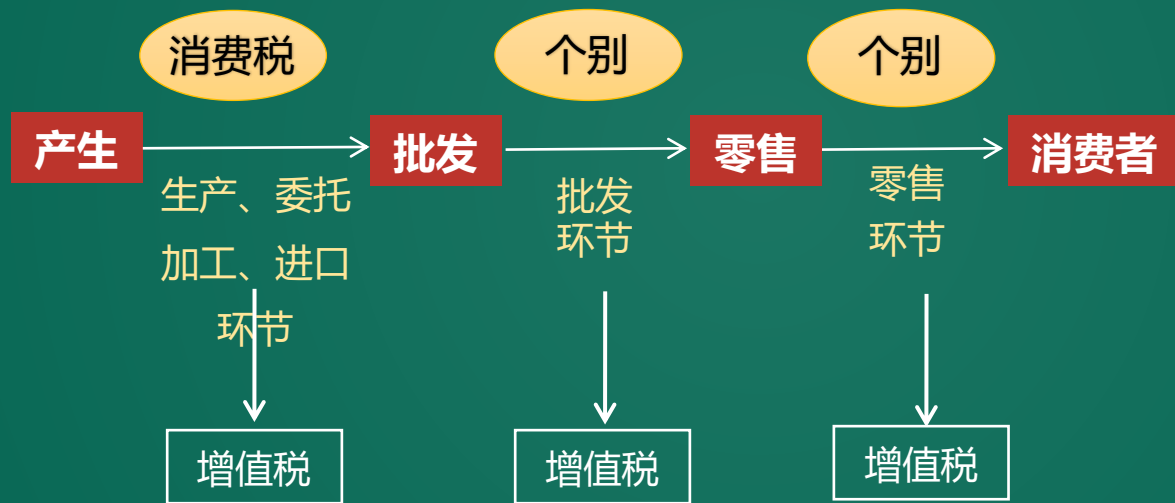 消费税
个别
个别
产生
批发
零售
消费者
生产、委托
加工、进口
环节
批发
环节
零售
环节
增值税
增值税
增值税